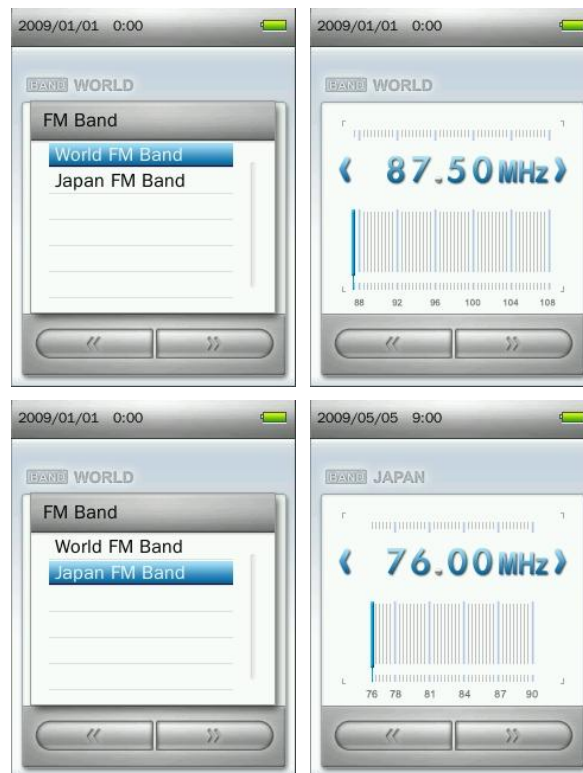 2009/01/01 0:00
BAND WORLD
FM Band
World FM Band
Japan FM Band
2009/01/01 0:00
BAND WORLD
87.50MHz
88 92 96 100 104 108
2009/01/01 0:00
BAND WORLD
FM Band
World FM Band
Japan FM Band
2009/05/05 9:00
BAND JAPAN
76.00MHz
76 78 81 84 87 90